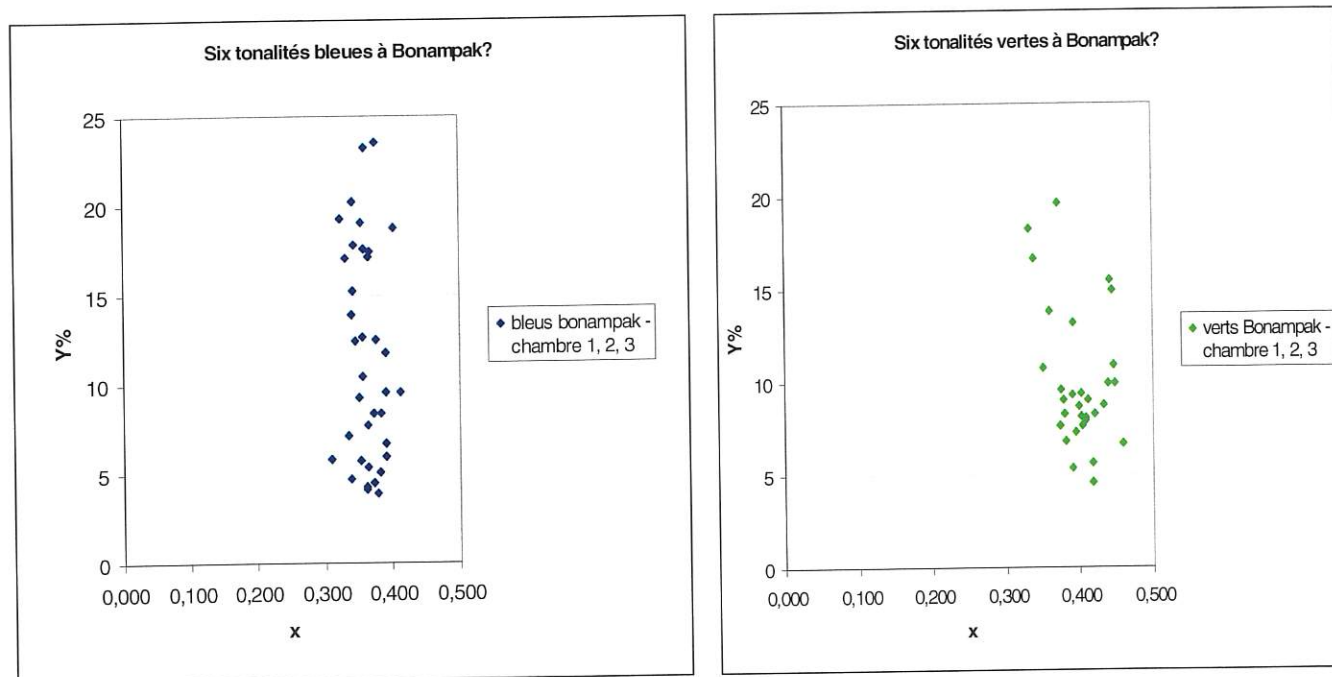 Six tonalités bleues à Bonampak?
25
20
15
10
5
0
Y%
0,000 0,100 0,200 0,300 0,400 0,500
x
bleus bonampak -
chambre 1, 2, 3
Six tonalités vertes à Bonampak?
25
20
15
10
5
0
Y%
0,000 0,100 0,200 0,300 0,400 0,500
x
verts Bonampak -
chambre 1, 2, 3